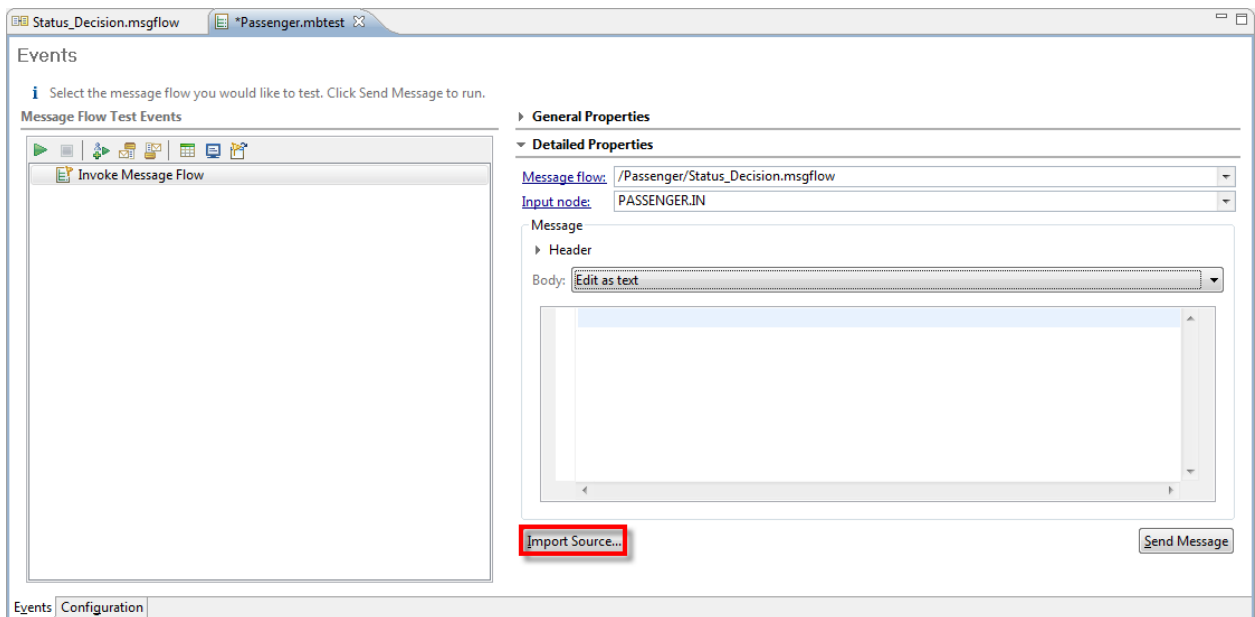 Status_Decision.msgflow *Passenger.mbtest
Events
i Select the message flow you would like to test. Click Send Message to run.
Message Flow Test Events
Invoke Message Flow
General Properties
Detailed Properties
Message flow: /Passenger/Status_Decision.msgflow
Input node: PASSENGER.IN
Message
Header
Body: Edit as text
Import Source... Send Message
Events Configuration